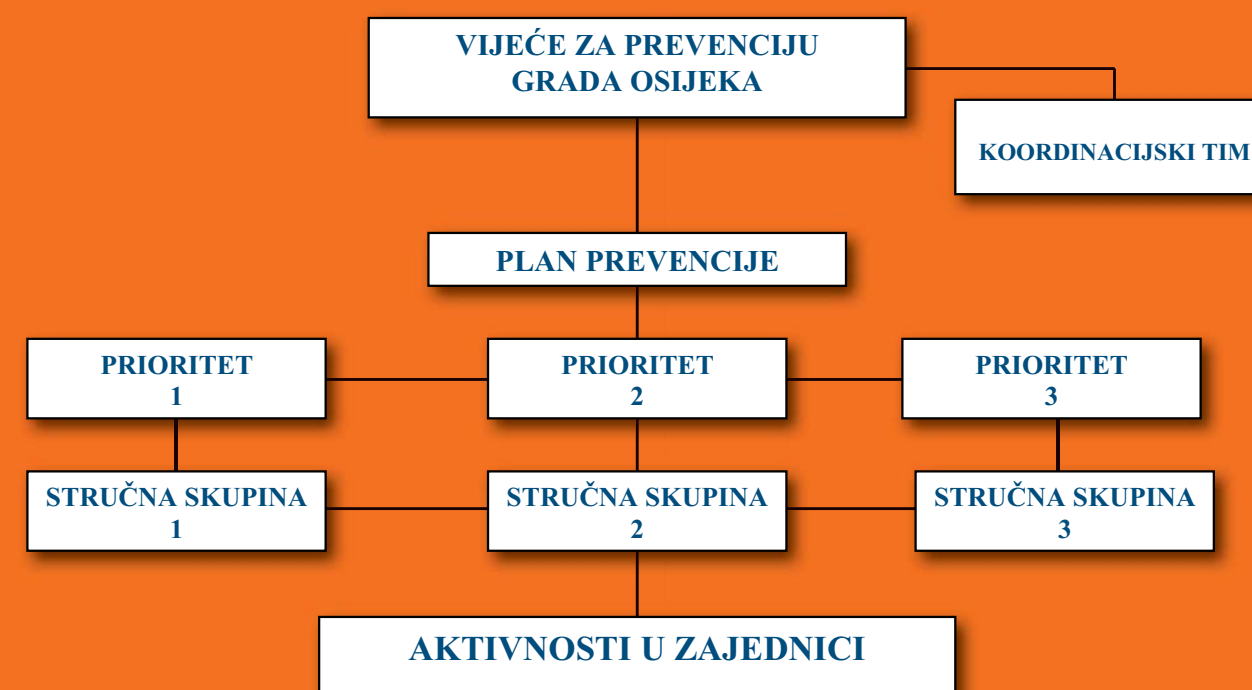 VIJEĆE ZA PREVENCIJU
GRADA OSIJEKA
KOORDINACIJSKI TIM
PLAN PREVENCIJE
PRIORITET
1
PRIORITET
2
PRIORITET
3
STRUČNA SKUPINA
1
STRUČNA SKUPINA
2
STRUČNA SKUPINA
3
AKTIVNOSTI U ZAJEDNICI